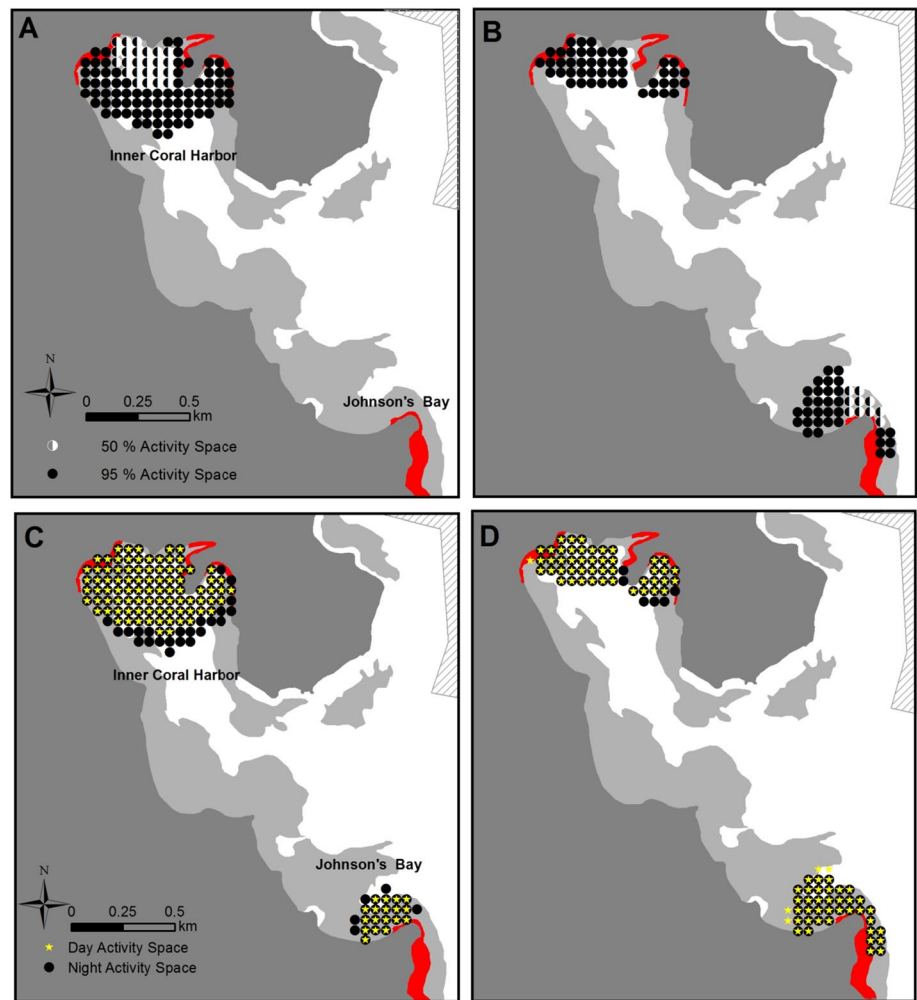 A
B
Inner Coral Harbor
N
0 0.25 0.5
km
Johnson's Bay
50 % Activity Space
95 % Activity Space
C
D
Inner Coral Harbor
Johnson's Bay
N
0 0.25 0.5
km
Day Activity Space
Night Activity Space